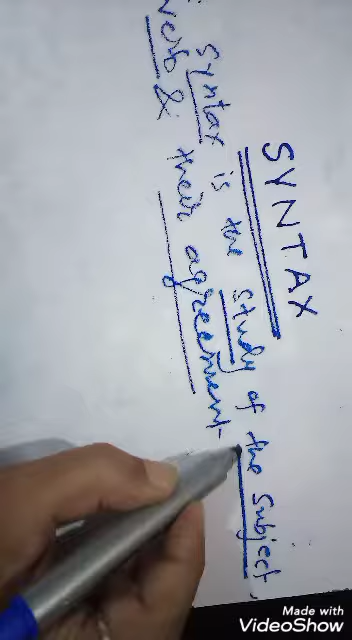 SYNTAX
Syntax is the study of the Subject,
verb & their agreement.
Made with
VideoShow